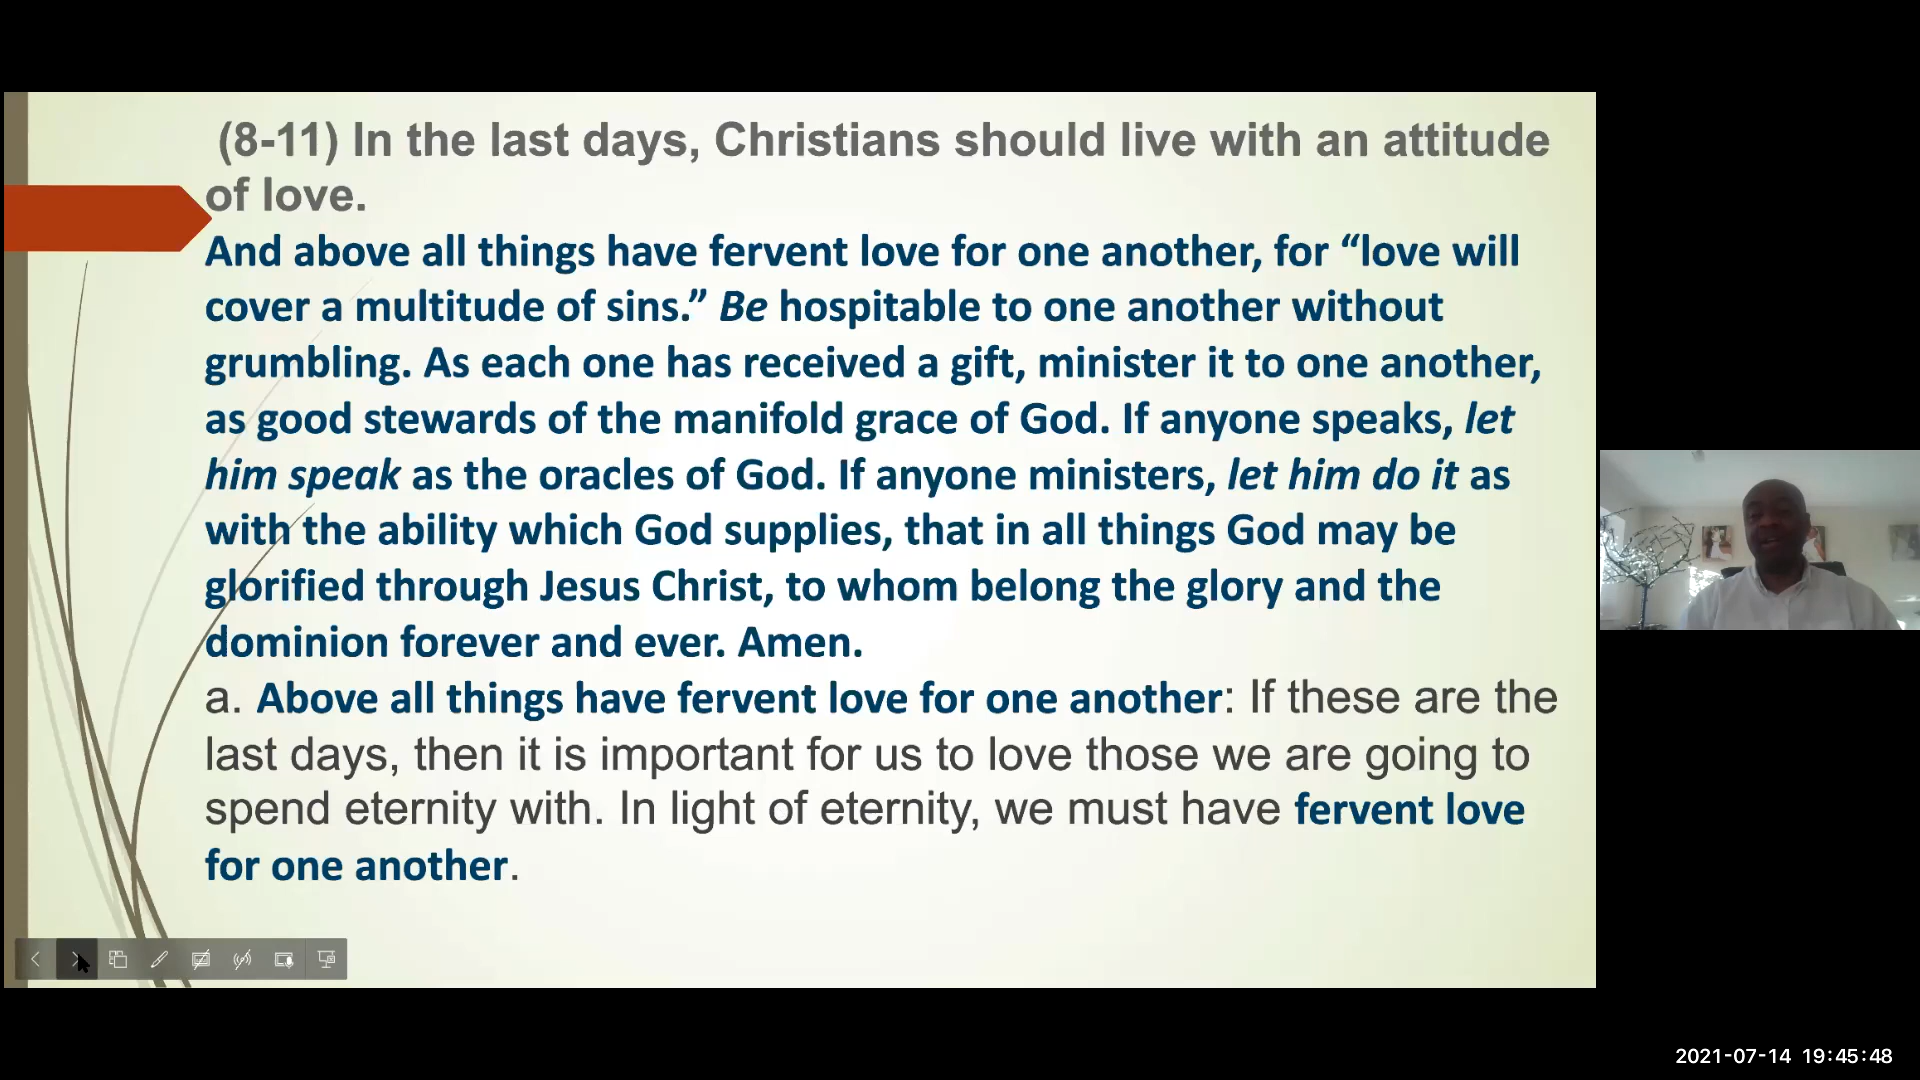 (8-11) In the last days, Christians should live with an attitude
of love.
And above all things have fervent love for one another, for “love will
cover a multitude of sins.” Be hospitable to one another without
grumbling. As each one has received a gift, minister it to one another,
as good stewards of the manifold grace of God. If anyone speaks, let
him speak as the oracles of God. If anyone ministers, let him do it as
with the ability which God supplies, that in all things God may be
glorified through Jesus Christ, to whom belong the glory and the
dominion forever and ever. Amen.
a. Above all things have fervent love for one another: If these are the
last days, then it is important for us to love those we are going to
spend eternity with. In light of eternity, we must have fervent love
for one another.
2021-07-14 19:45:48